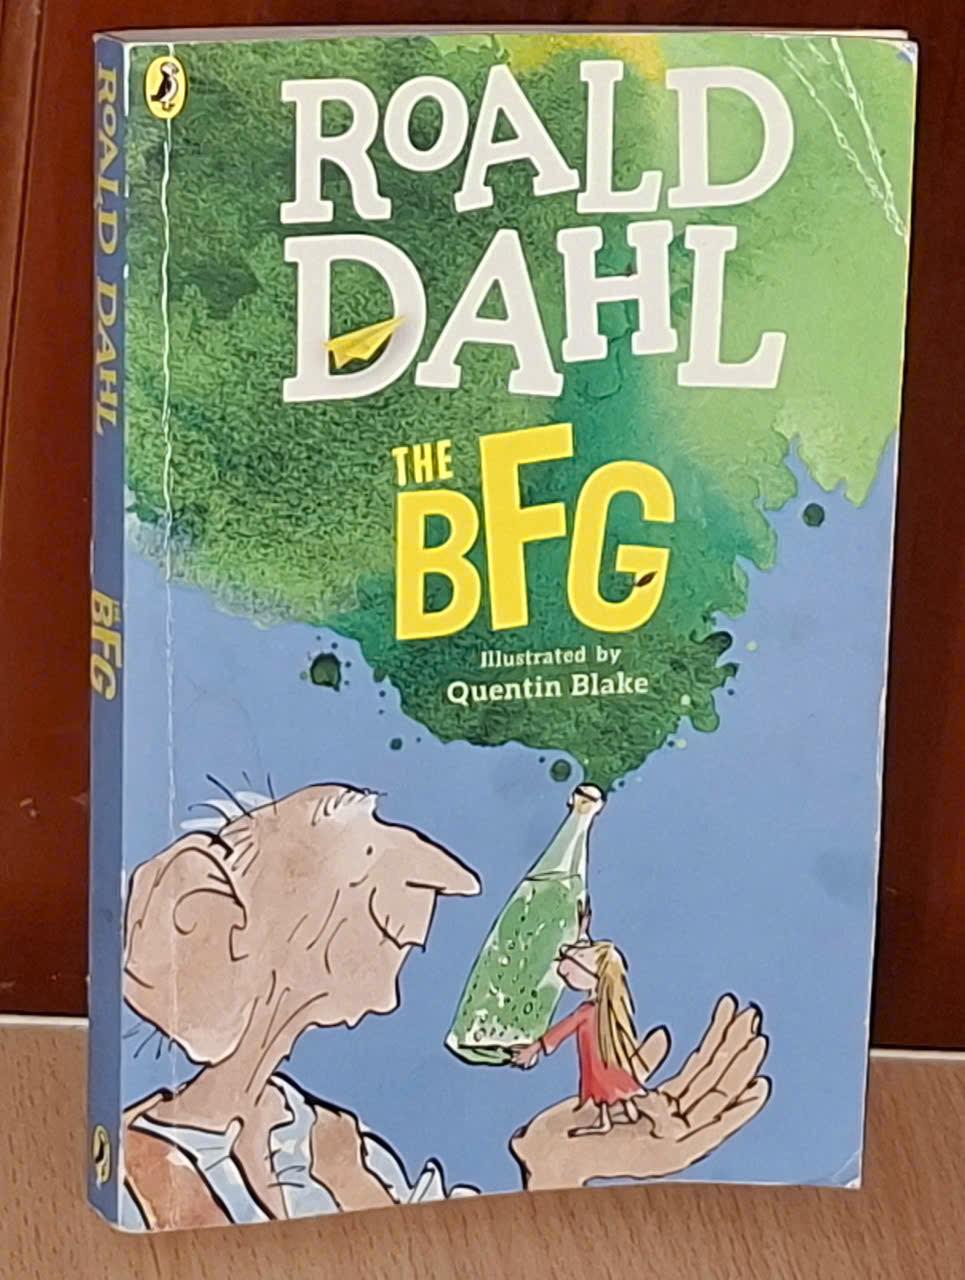 ROALD
DAHL
THE
BFG
Illustrated by
Quentin Blake
ROALD DAHL
THE
BFG